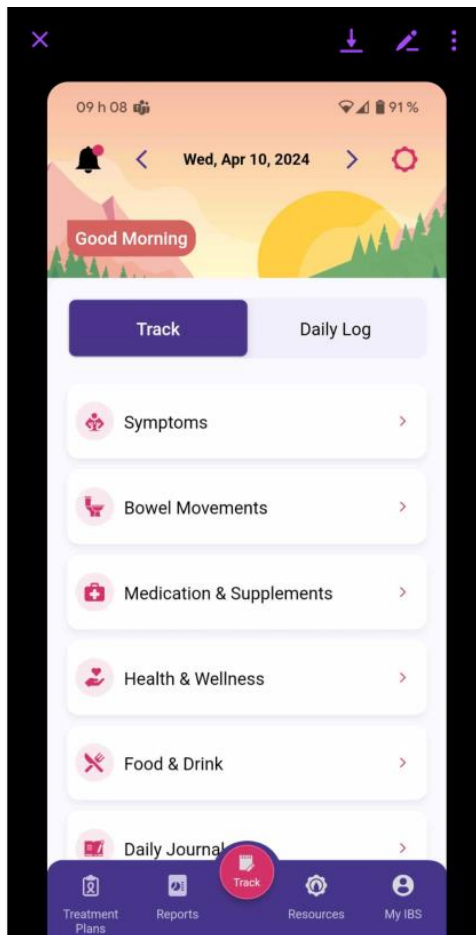 09 h 08
91%
Wed, Apr 10, 2024
Good Morning
Track
Daily Log
Symptoms
Bowel Movements
Medication & Supplements
Health & Wellness
Food & Drink
Daily Journal
Treatment
Plans
Reports
Track
Resources
My IBS